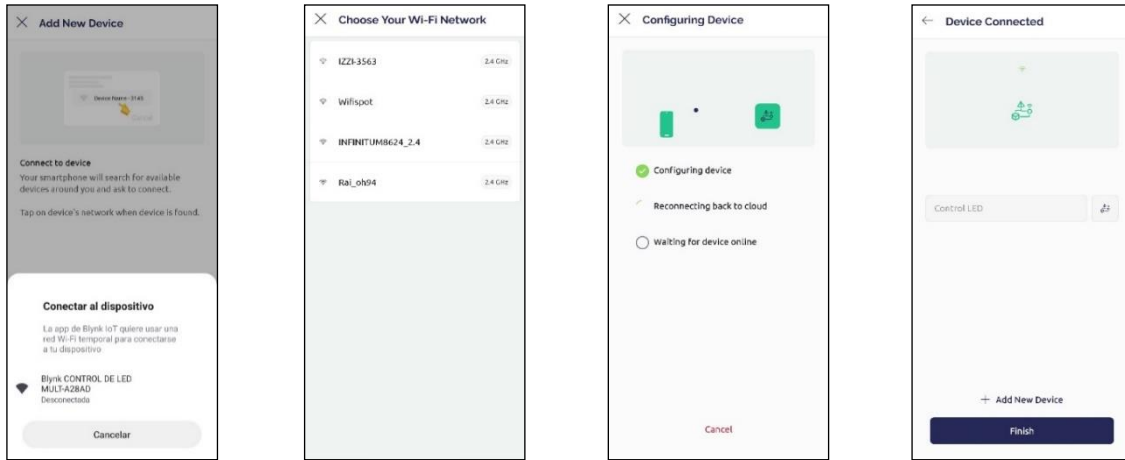 Add New Device
Device Name - 3145
Connect to device
Your smartphone will search for available
devices around you and ask to connect.
Tap on device's network when device is found.
Conectar al dispositivo
La app de Blynk IoT quiere usar una
red Wi-Fi temporal para conectarse
a tu dispositivo
Blynk CONTROL DE LED
MULT-A28AD
Desconectada
Cancelar
Choose Your Wi-Fi Network
IZZI-3563 2.4 GHz
Wifispot 2.4 GHz
INFINITUM8624_2.4 2.4 GHz
Rai_oh94 2.4 GHz
Configuring Device
Configuring device
Reconnecting back to cloud
Waiting for device online
Cancel
Device Connected
Control LED
+ Add New Device
Finish